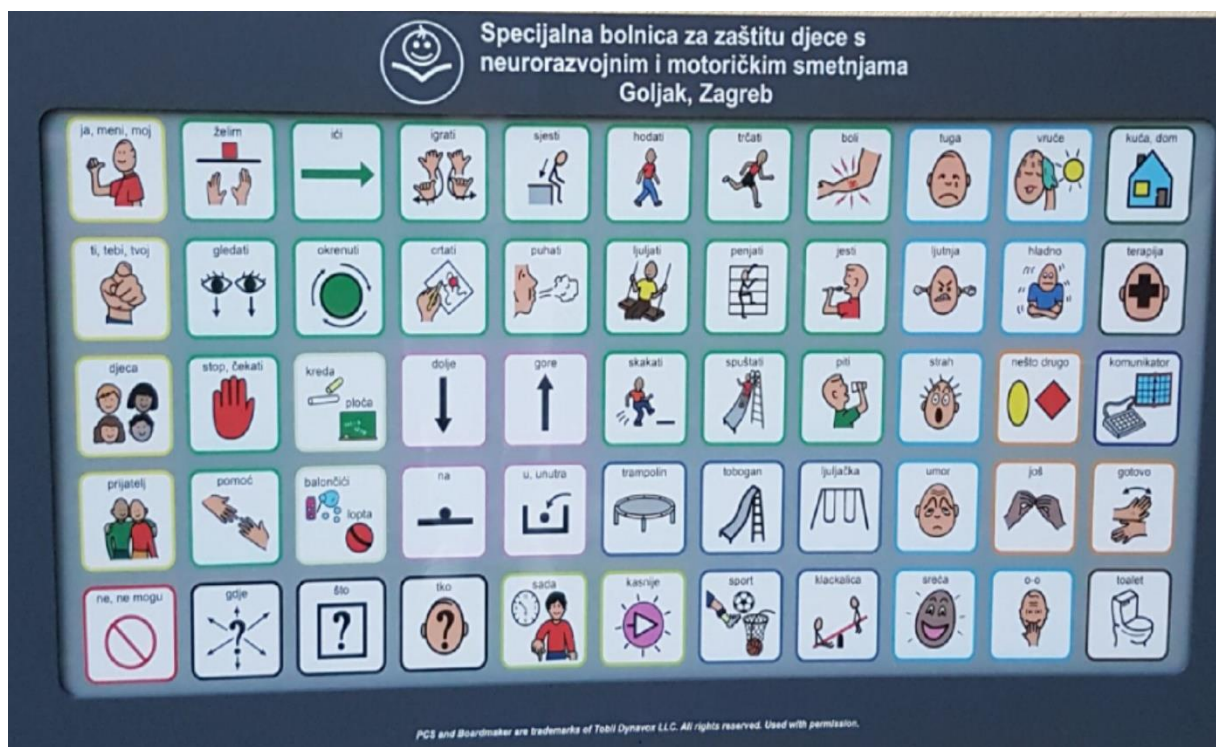 Specijalna bolnica za zaštitu djece s
neurorazvojnim i motoričkim smetnjama
Goljak, Zagreb
ja, meni, moj
želim
ići
igrati
sjesti
hodati
trčati
boli
tuga
vruće
kuća, dom
ti, tebi, tvoj
gledati
okrenuti
crtati
puhati
ljuljati
penjati
jesti
ljutnja
hladno
terapija
djeca
stop, čekati
kreda
ploča
dolje
gore
skakati
spuštati
piti
strah
nešto drugo
komunikator
prijatelj
pomoć
balončići
lopta
na
u, unutra
trampolin
tobogan
ljuljačka
umor
još
gotovo
ne, ne mogu
gdje
?
što
?
tko
?
sada
kasnije
sport
klackalica
sreća
o-o
toalet
PCS and Boardmaker are trademarks of Tobii Dynavox LLC. All rights reserved. Used with permission.